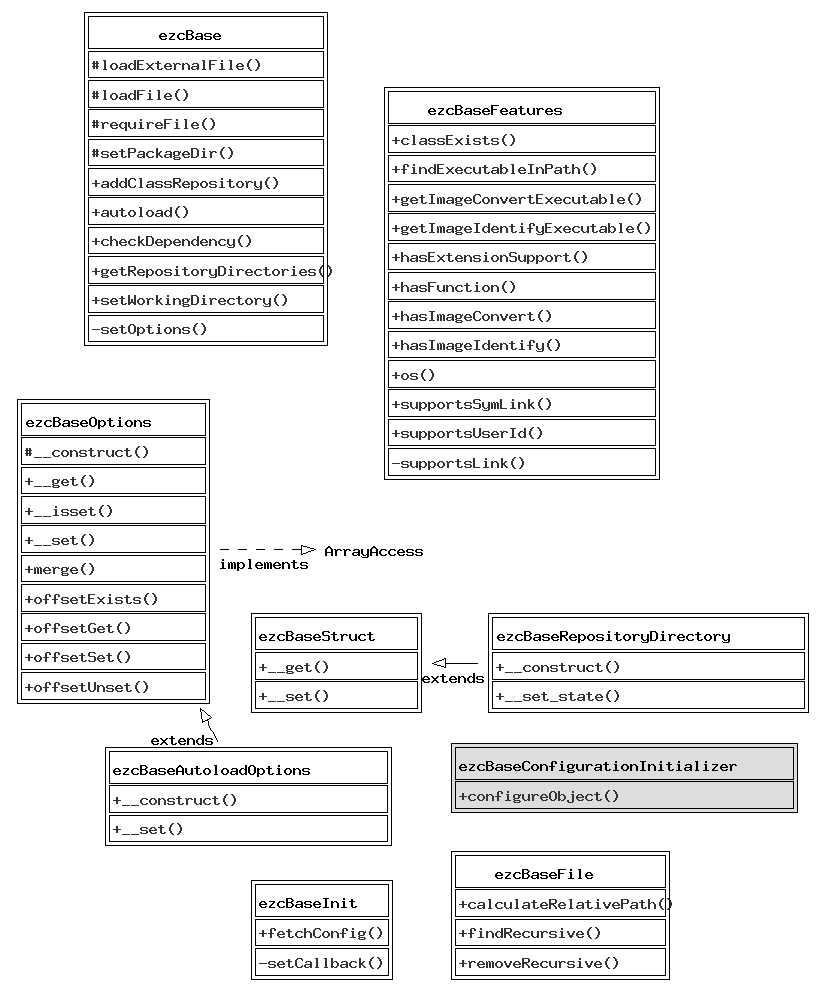 ezcBase
#loadExternalFile()
#loadFile()
#requireFile()
#setPackageDir()
+addClassRepository()
+autoload()
+checkDependency()
+getRepositoryDirectories()
+setWorkingDirectory()
-setOptions()
ezcBaseFeatures
+classExists()
+findExecutableInPath()
+getImageConvertExecutable()
+getImageIdentifyExecutable()
+hasExtensionSupport()
+hasFunction()
+hasImageConvert()
+hasImageIdentify()
+os()
+supportsSymLink()
+supportsUserId()
-supportsLink()
ezcBaseOptions
#__construct()
+__get()
+__isset()
+__set()
+merge()
+offsetExists()
+offsetGet()
+offsetSet()
+offsetUnset()
implements
ArrayAccess
ezcBaseStruct
+__get()
+__set()
extends
ezcBaseRepositoryDirectory
+__construct()
+__set_state()
extends
ezcBaseAutoloadOptions
+__construct()
+__set()
ezcBaseConfigurationInitializer
+configureObject()
ezcBaseInit
+fetchConfig()
-setCallback()
ezcBaseFile
+calculateRelativePath()
+findRecursive()
+removeRecursive()